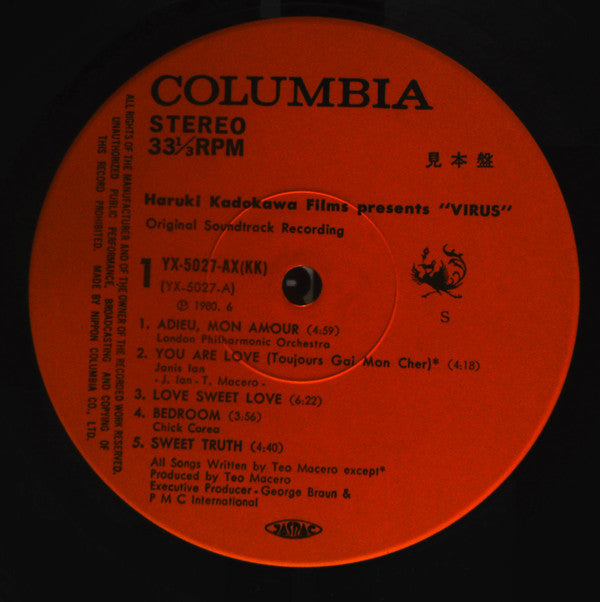 COLUMBIA
STEREO
33⅓RPM
見本盤
Haruki Kadokawa Films presents "VIRUS"
Original Soundtrack Recording
1
YX-5027-AX(KK)
(YX-5027-A)
Ⓟ 1980. 6
S
1. ADIEU, MON AMOUR (4:59)
London Philharmonic Orchestra
2. YOU ARE LOVE (Toujours Gai Mon Cher)* (4:18)
Janis Ian
- J. Ian - T. Macero -
3. LOVE SWEET LOVE (6:22)
4. BEDROOM (3:56)
Chick Corea
5. SWEET TRUTH (4:40)
All Songs Written by Teo Macero except*
Produced by Teo Macero
Executive Producer - George Braun &
P M C International
JASRAC
ALL RIGHTS OF THE MANUFACTURER AND OF THE OWNER OF THE RECORDED WORK RESERVED.
UNAUTHORIZED PUBLIC PERFORMANCE, BROADCASTING AND COPYING OF
THIS RECORD PROHIBITED. MADE BY NIPPON COLUMBIA CO., LTD.